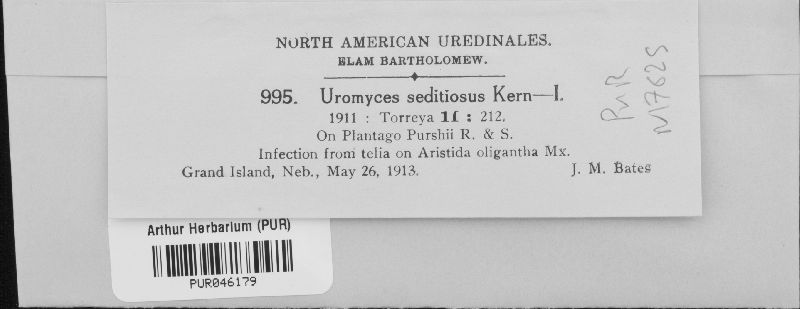 NORTH AMERICAN UREDINALES.
ELAM BARTHOLOMEW.
995. Uromyces seditiosus Kern—I.
1911 : Torreya 11 : 212.
On Plantago Purshii R. & S.
Infection from telia on Aristida oligantha Mx.
Grand Island, Neb., May 26, 1913. J. M. Bates
PUR
N7625
Arthur Herbarium (PUR)
PUR046179